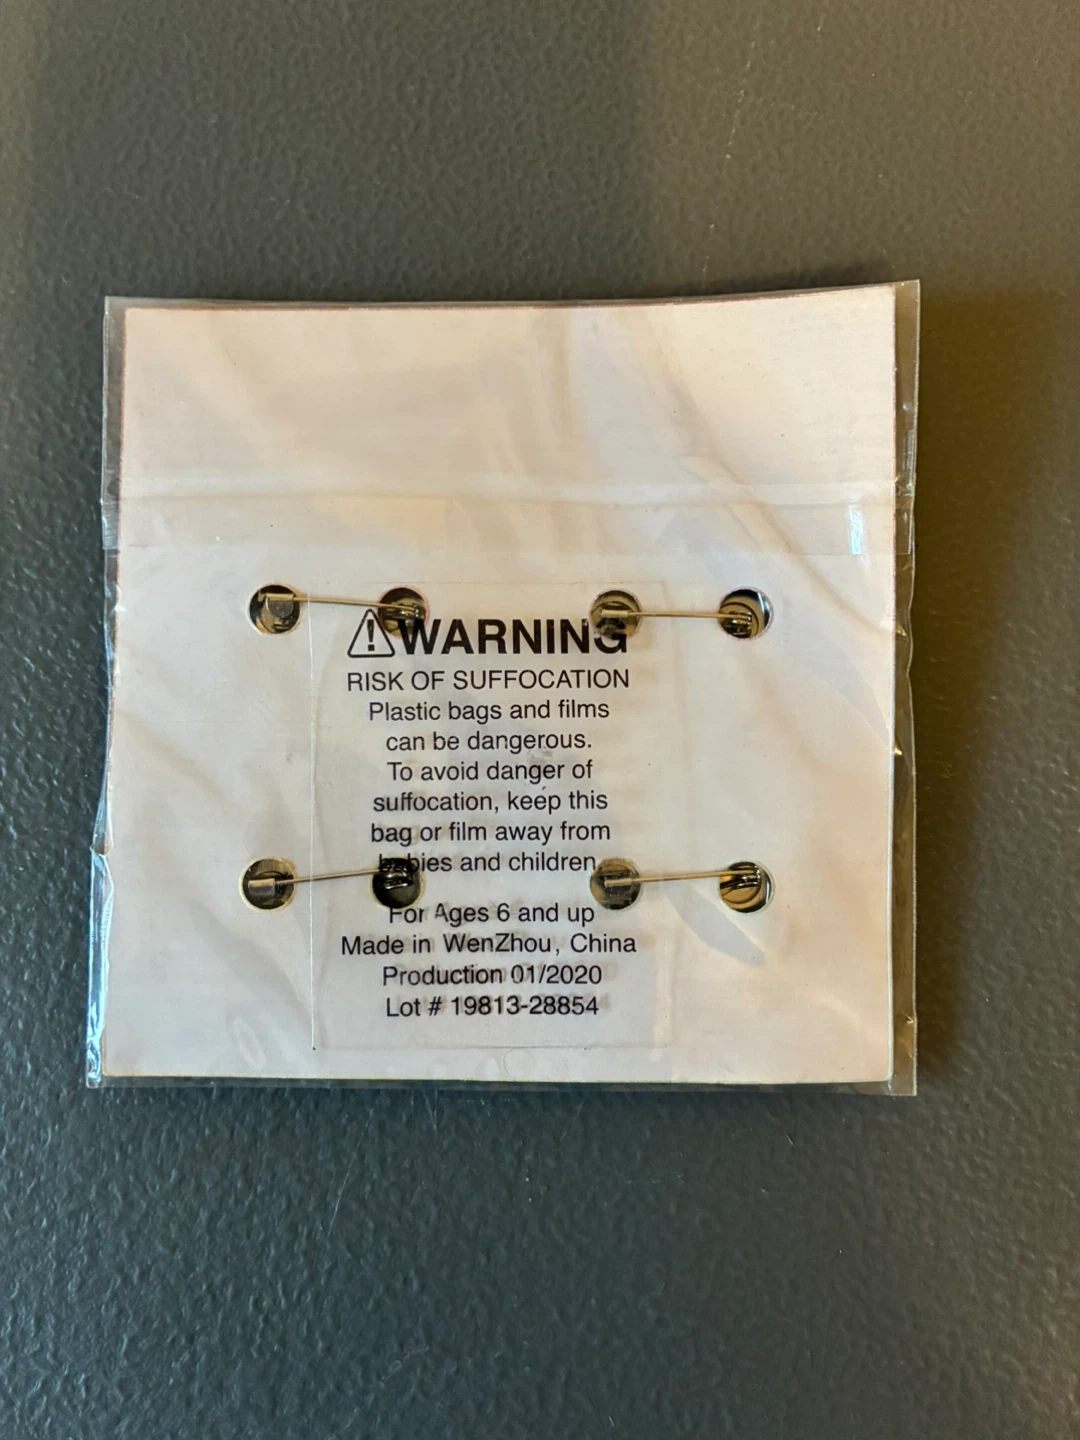 WARNING
RISK OF SUFFOCATION
Plastic bags and films
can be dangerous.
To avoid danger of
suffocation, keep this
bag or film away from
babies and children.
For Ages 6 and up
Made in WenZhou, China
Production 01/2020
Lot # 19813-28854